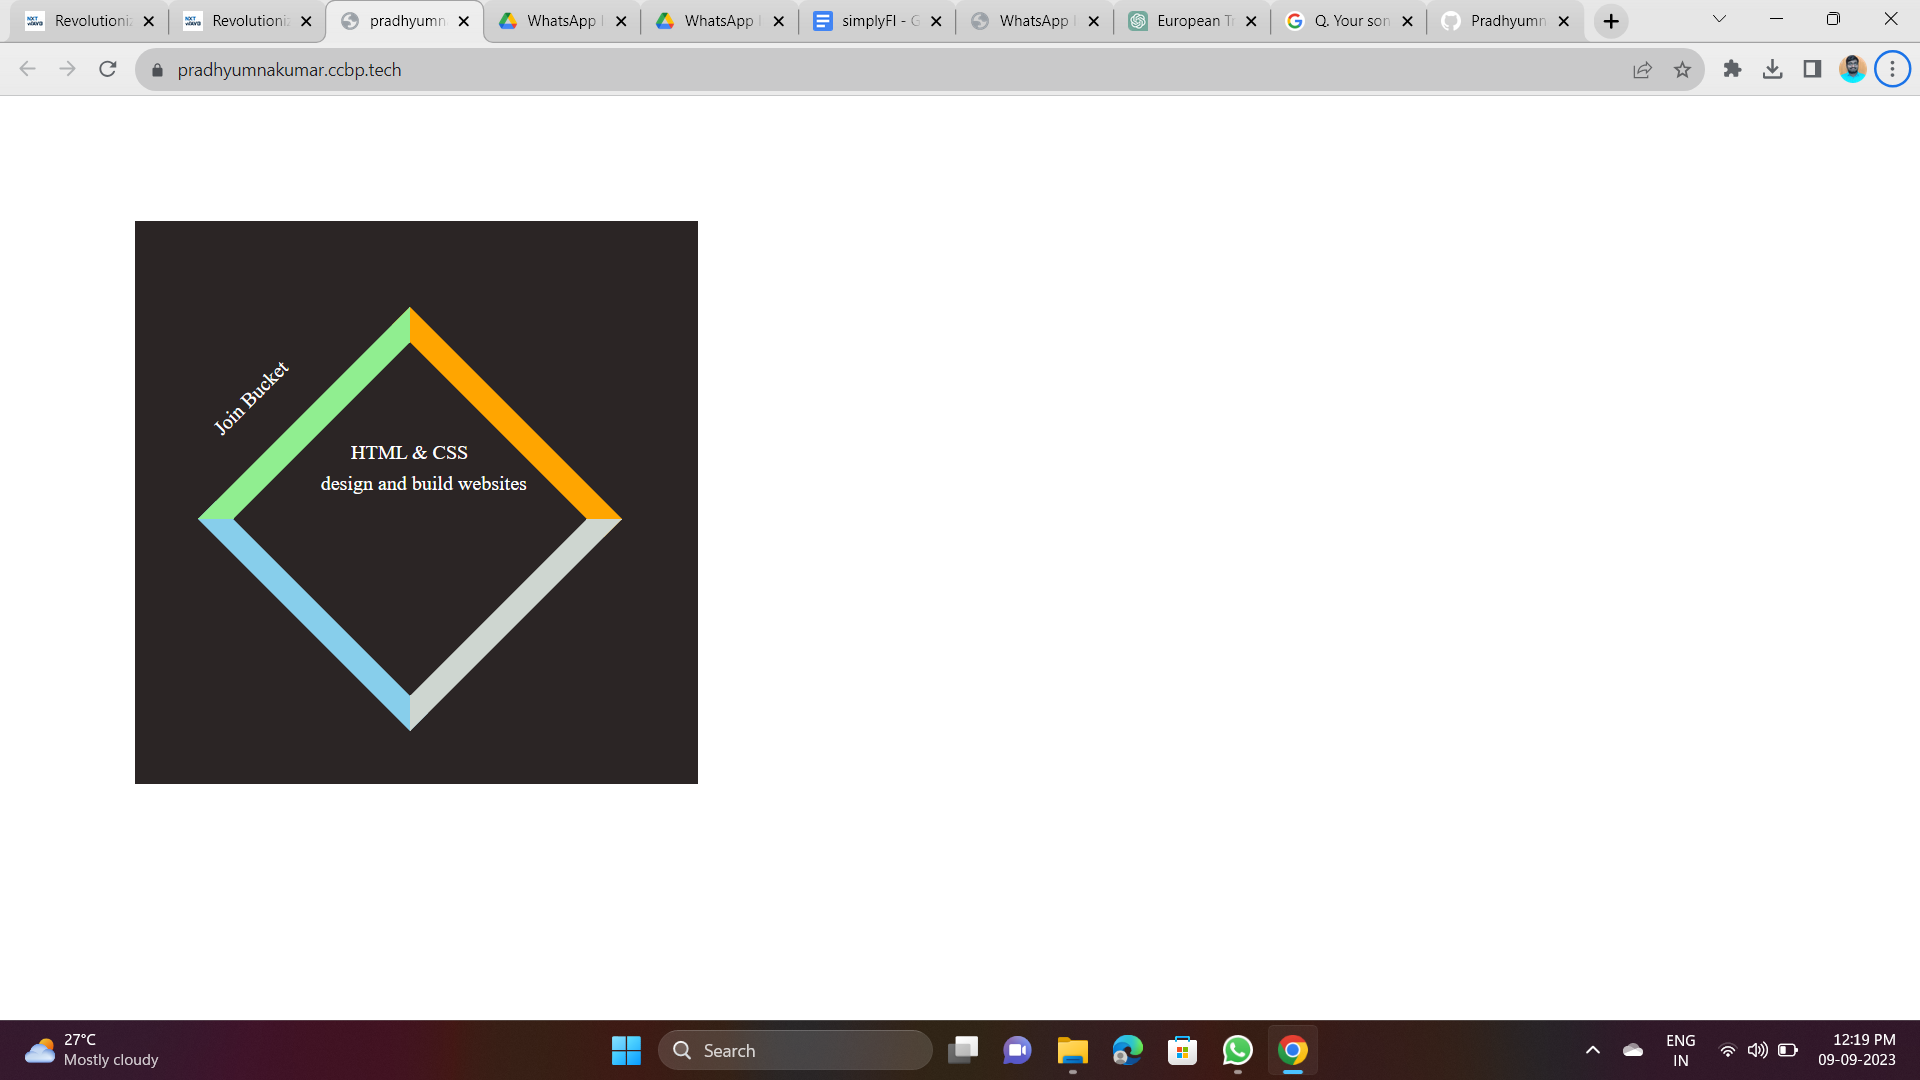 Revolutioni
Revolutioni
pradhyumn
WhatsApp
WhatsApp
simplyFI - G
WhatsApp
European Tr
Q. Your son
Pradhyumn
pradhyumnakumar.ccbp.tech
Join Bucket
HTML & CSS
design and build websites
27°C
Mostly cloudy
Search
ENG
IN
12:19 PM
09-09-2023